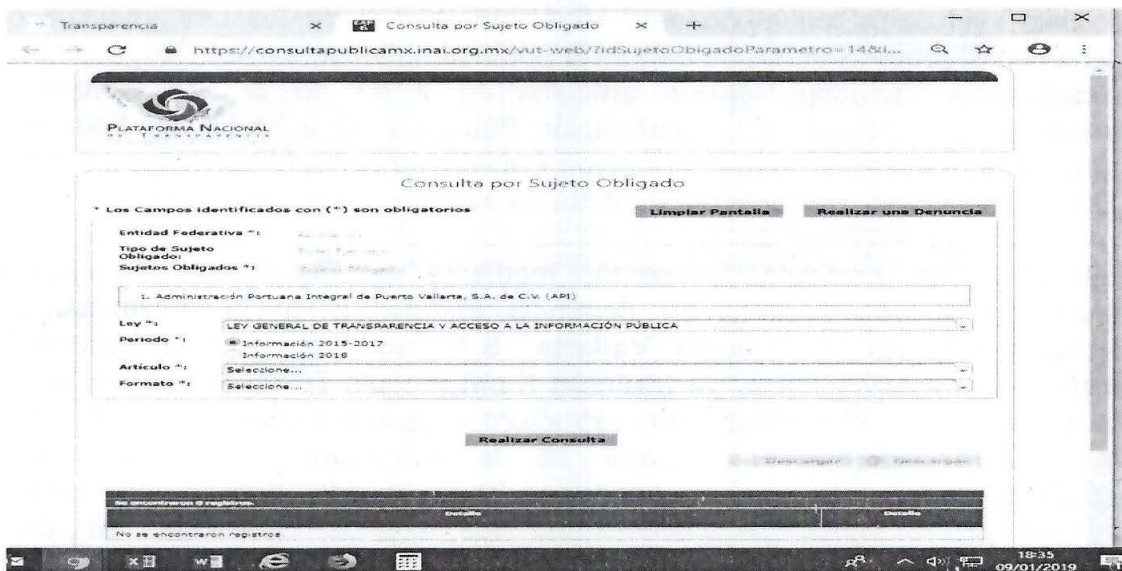 Transparencia
Consulta por Sujeto Obligado
https://consultapublicamx.inai.org.mx/vut-web/?idSujetoObigadoParametro=148i...
PLATAFORMA NACIONAL
DE TRANSPARENCIA
Consulta por Sujeto Obligado
* Los Campos identificados con (*) son obligatorios
Limpiar Pantalla
Realizar una Denuncia
Entidad Federativa *:
Tipo de Sujeto
Obligado:
Sujetos Obligados *:
1. Administración Portuaria Integral de Puerto Vallarta, S.A. de C.V. (API)
Ley *: LEY GENERAL DE TRANSPARENCIA Y ACCESO A LA INFORMACIÓN PÚBLICA
Periodo *: Información 2015-2017
Información 2018
Artículo *: Seleccione...
Formato *: Seleccione...
Realizar Consulta
Se encontraron 0 registros.
Detalle
Detalle
No se encontraron registros
18:35
09/01/2019